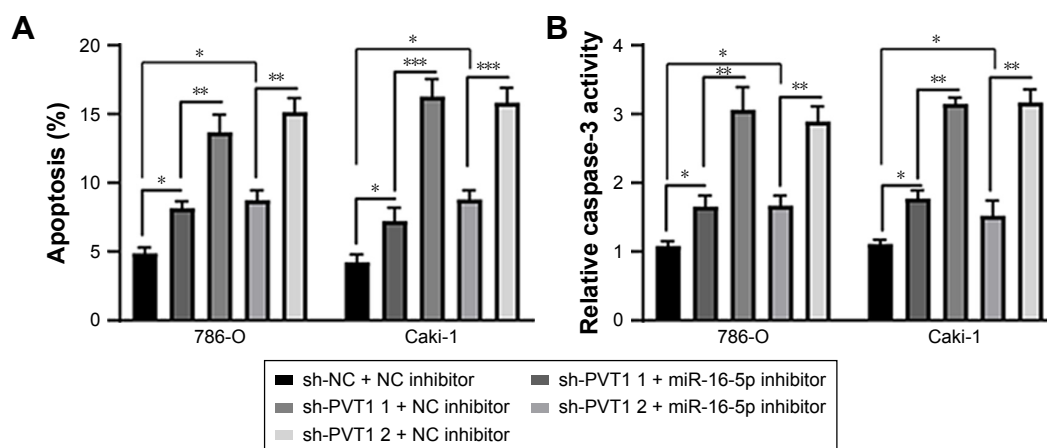 A
B
Apoptosis (%)
20
15
10
5
0
* ** * ** * *** * ***
786-O Caki-1
Relative caspase-3 activity
4
3
2
1
0
* ** * ** * ** * **
786-O Caki-1
sh-NC + NC inhibitor
sh-PVT1 1 + NC inhibitor
sh-PVT1 2 + NC inhibitor
sh-PVT1 1 + miR-16-5p inhibitor
sh-PVT1 2 + miR-16-5p inhibitor